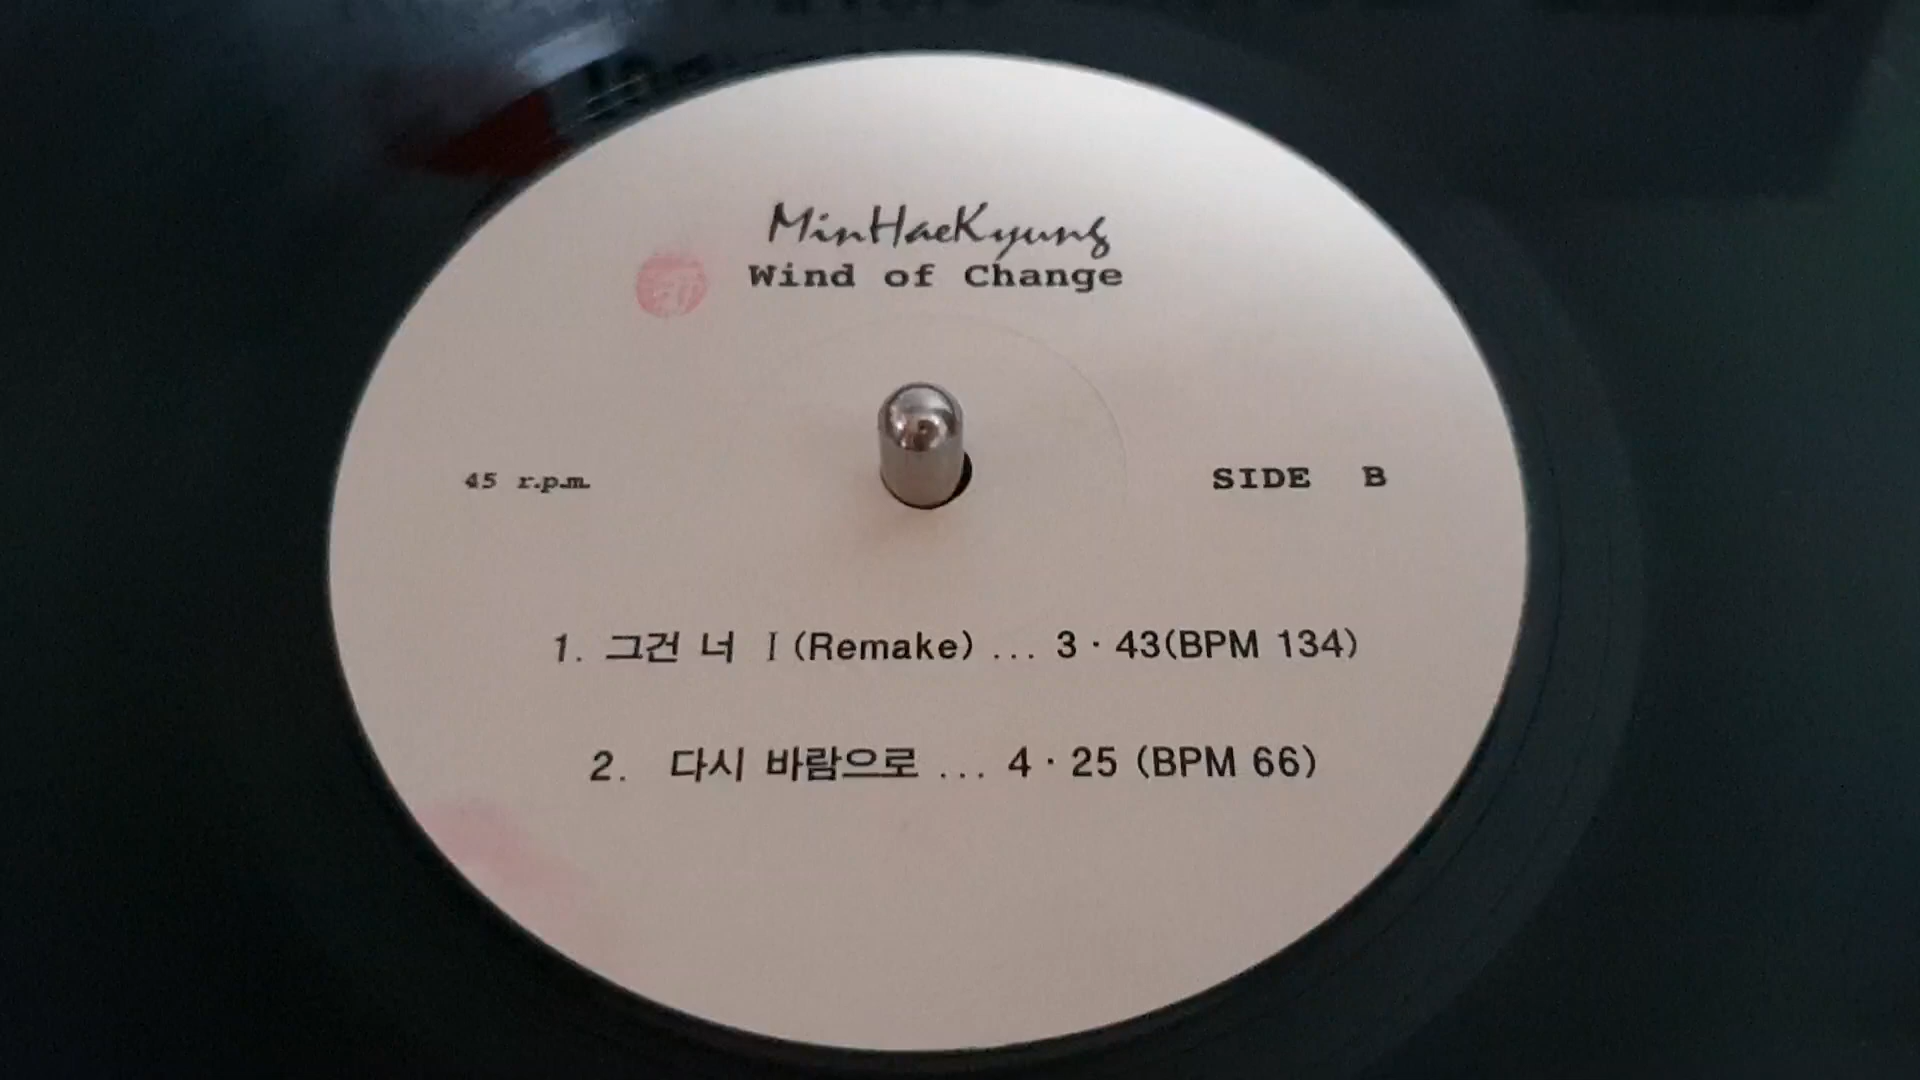 MinHaeKyung
Wind of Change
45 r.p.m.
SIDE B
1. 그건 너 Ⅰ(Remake) ... 3·43(BPM 134)
2. 다시 바람으로 ... 4·25 (BPM 66)